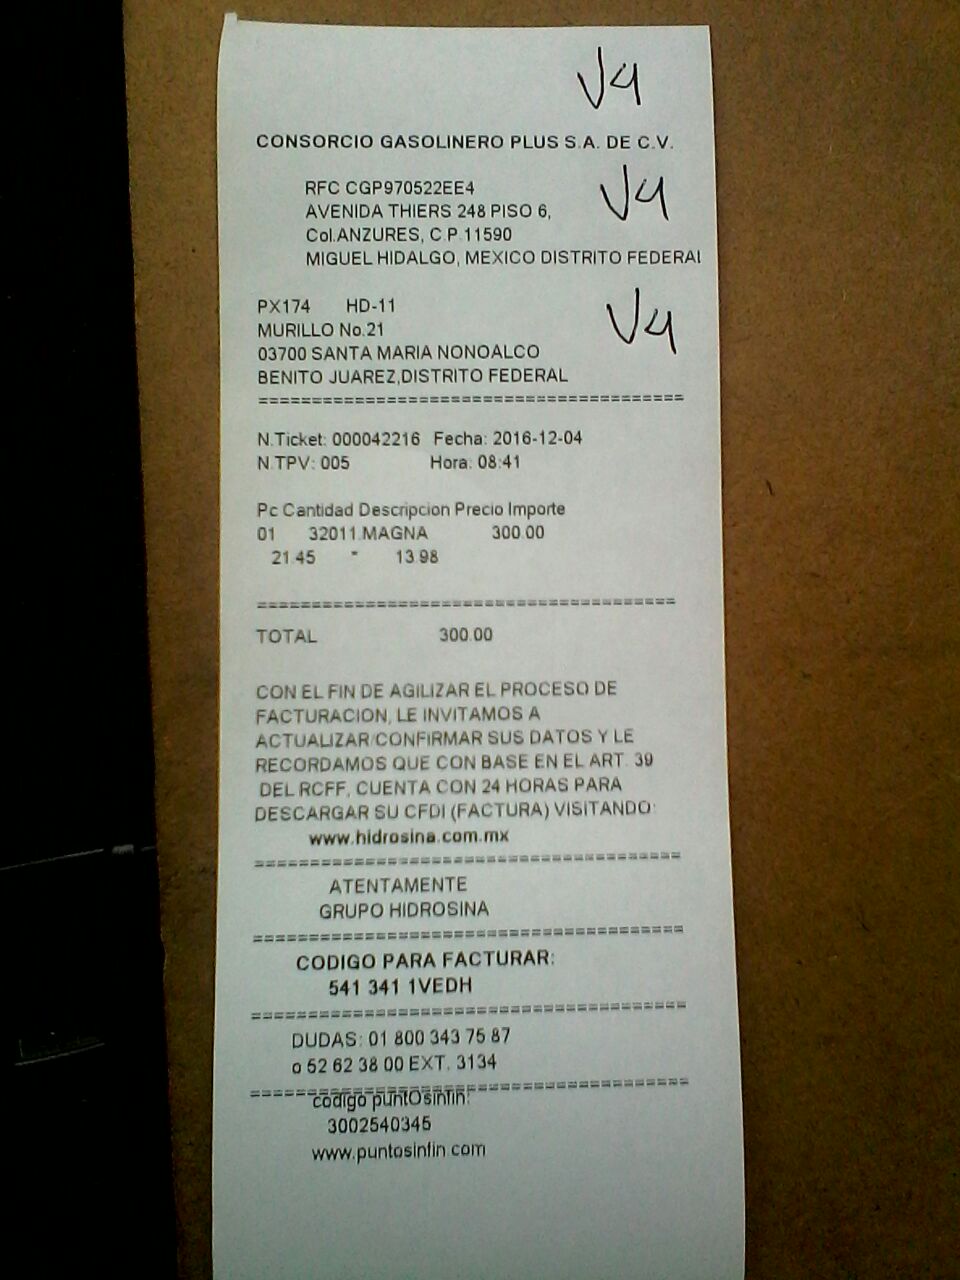 V4
CONSORCIO GASOLINERO PLUS S.A. DE C.V.
RFC CGP970522EE4
V4
AVENIDA THIERS 248 PISO 6,
Col.ANZURES, C.P.11590
MIGUEL HIDALGO, MEXICO DISTRITO FEDERAL
PX174 HD-11
V4
MURILLO No.21
03700 SANTA MARIA NONOALCO
BENITO JUAREZ,DISTRITO FEDERAL
========================================
N.Ticket: 000042216 Fecha: 2016-12-04
N.TPV: 005 Hora: 08:41
Pc Cantidad Descripcion Precio Importe
01 32011.MAGNA 300.00
21.45 * 13.98
========================================
TOTAL 300.00
CON EL FIN DE AGILIZAR EL PROCESO DE
FACTURACION, LE INVITAMOS A
ACTUALIZAR/CONFIRMAR SUS DATOS Y LE
RECORDAMOS QUE CON BASE EN EL ART. 39
DEL RCFF, CUENTA CON 24 HORAS PARA
DESCARGAR SU CFDI (FACTURA) VISITANDO:
www.hidrosina.com.mx
========================================
ATENTAMENTE
GRUPO HIDROSINA
========================================
CODIGO PARA FACTURAR:
541 341 1VEDH
========================================
DUDAS: 01 800 343 75 87
o 52 62 38 00 EXT. 3134
========================================
codigo puntOsinfin:
3002540345
www.puntosinfin.com